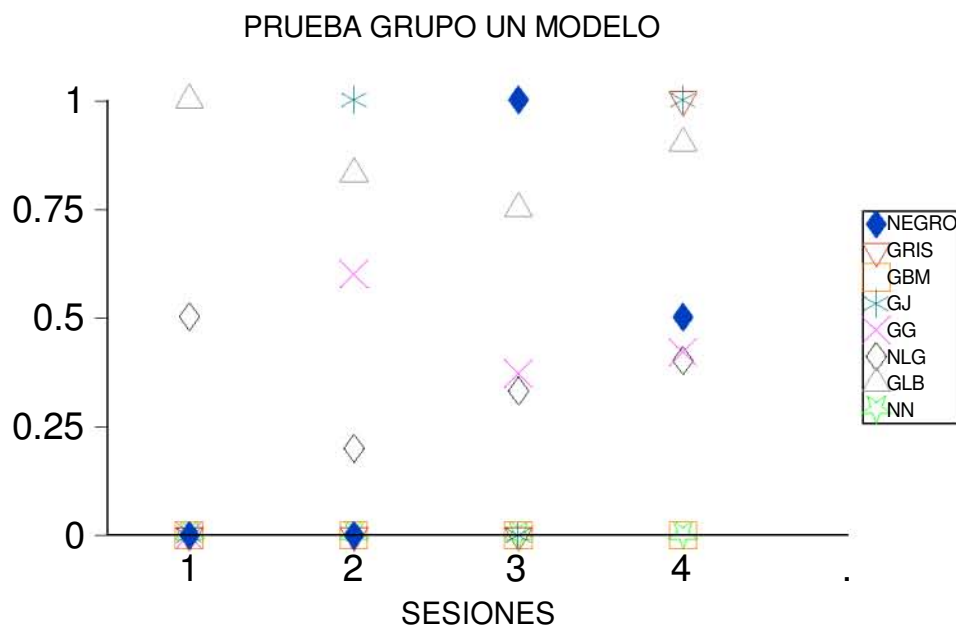 PRUEBA GRUPO UN MODELO
1
0.75
0.5
0.25
0
1 2 3 4 .
SESIONES
NEGRO
GRIS
GBM
GJ
GG
NLG
GLB
NN